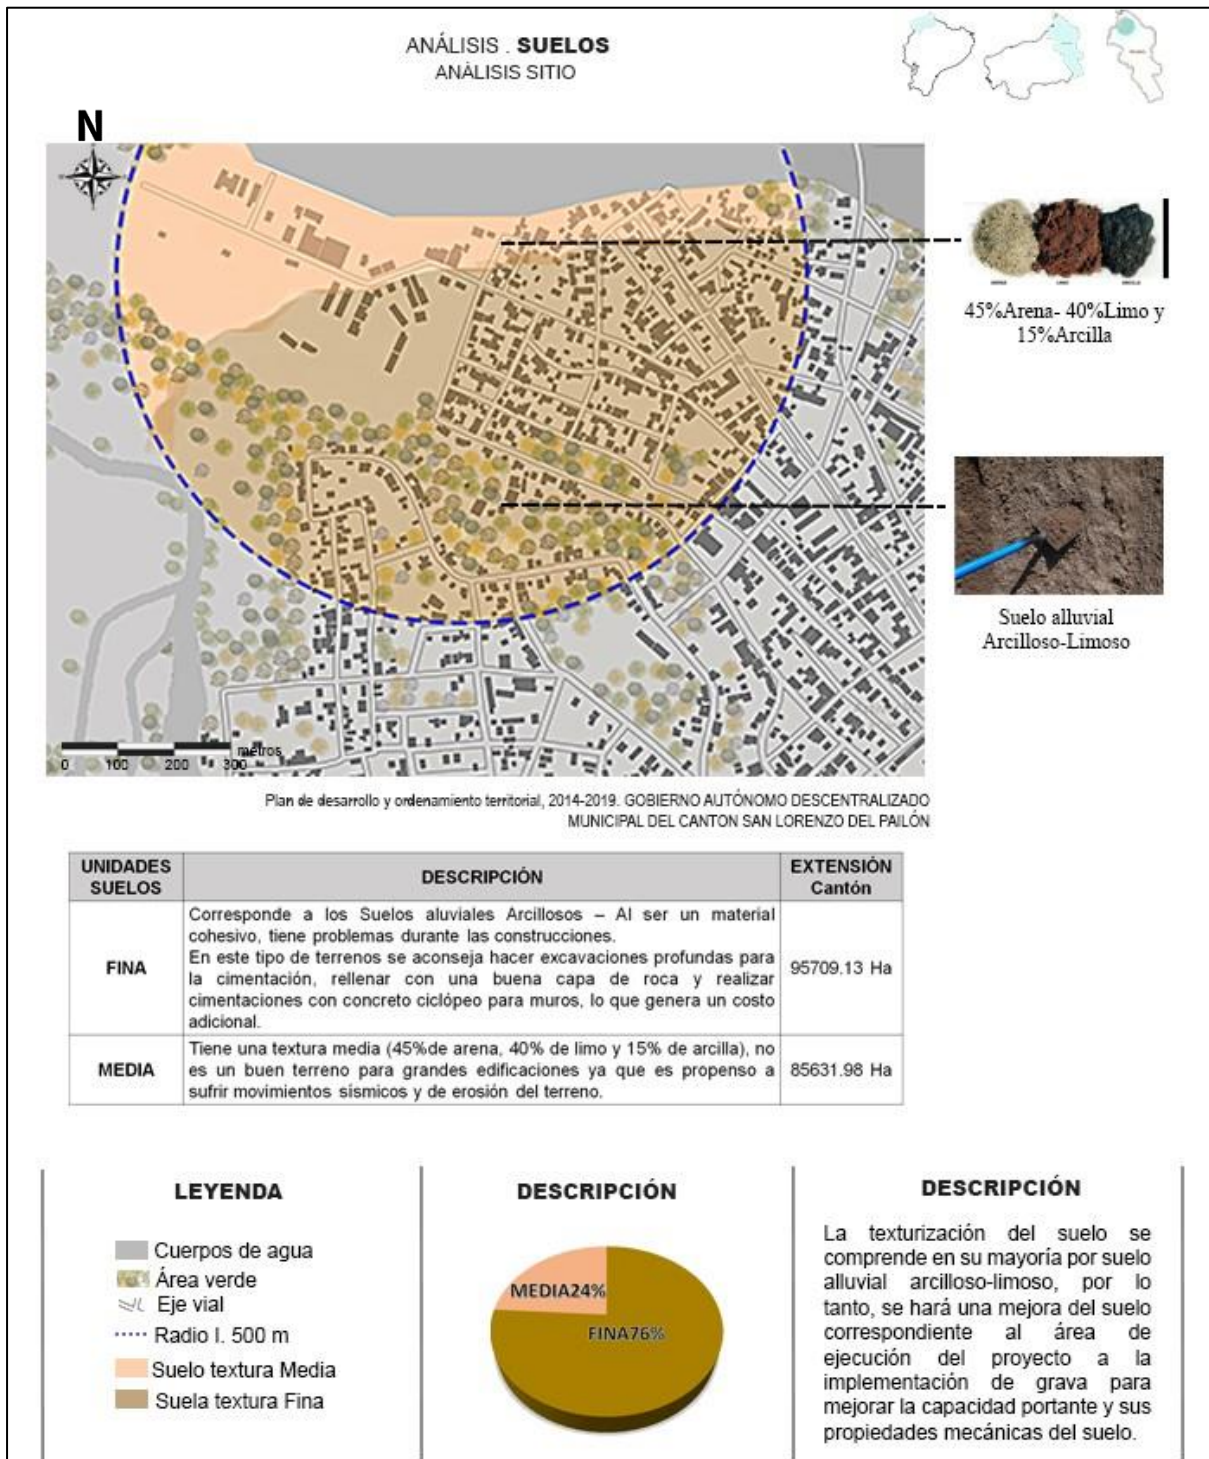 ANÁLISIS . SUELOS
ANÁLISIS SITIO
N
45%Arena- 40%Limo y
15%Arcilla
Suelo alluvial
Arcilloso-Limoso
metros
0 100 200 300
Plan de desarrollo y ordenamiento territorial, 2014-2019. GOBIERNO AUTÓNOMO DESCENTRALIZADO
MUNICIPAL DEL CANTON SAN LORENZO DEL PAILÓN
UNIDADES
SUELOS
DESCRIPCIÓN
EXTENSIÓN
Cantón
FINA
Corresponde a los Suelos aluviales Arcillosos – Al ser un material
cohesivo, tiene problemas durante las construcciones.
En este tipo de terrenos se aconseja hacer excavaciones profundas para
la cimentación, rellenar con una buena capa de roca y realizar
cimentaciones con concreto ciclópeo para muros, lo que genera un costo
adicional.
95709.13 Ha
MEDIA
Tiene una textura media (45%de arena, 40% de limo y 15% de arcilla), no
es un buen terreno para grandes edificaciones ya que es propenso a
sufrir movimientos sísmicos y de erosión del terreno.
85631.98 Ha
LEYENDA
Cuerpos de agua
Área verde
Eje vial
Radio I. 500 m
Suelo textura Media
Suela textura Fina
DESCRIPCIÓN
MEDIA24%
FINA76%
DESCRIPCIÓN
La texturización del suelo se
comprende en su mayoría por suelo
alluvial arcilloso-limoso, por lo
tanto, se hará una mejora del suelo
correspondiente al área de
ejecución del proyecto a la
implementación de grava para
mejorar la capacidad portante y sus
propiedades mecánicas del suelo.